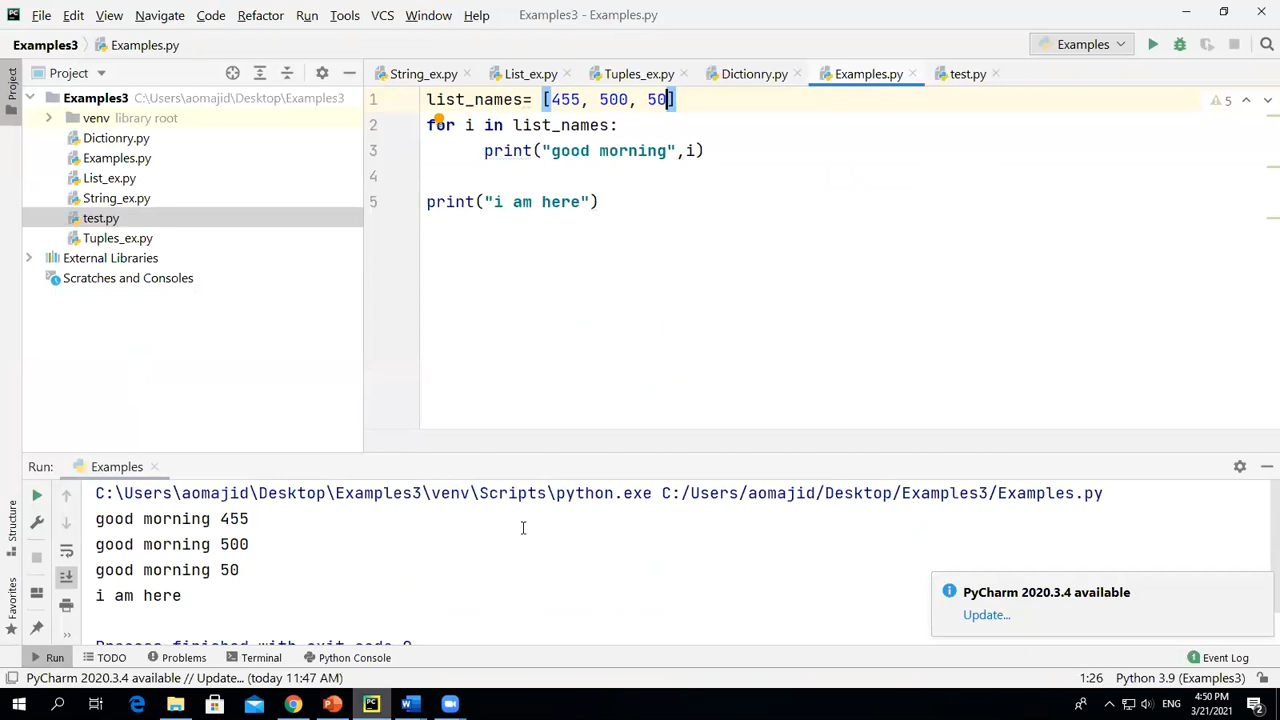 File Edit View Navigate Code Refactor Run Tools VCS Window Help Examples3 - Examples.py
Examples3 Examples.py Examples
Project String_ex.py List_ex.py Tuples_ex.py Dictionry.py Examples.py test.py
Project
Examples3 C:\Users\aomajid\Desktop\Examples3
venv library root
Dictionry.py
Examples.py
List_ex.py
String_ex.py
test.py
Tuples_ex.py
External Libraries
Scratches and Consoles
1 list_names= [455, 500, 50] 5
2 for i in list_names:
3 print("good morning",i)
4
5 print("i am here")
Run: Examples
C:\Users\aomajid\Desktop\Examples3\venv\Scripts\python.exe C:/Users/aomajid/Desktop/Examples3/Examples.py
good morning 455
good morning 500
good morning 50
i am here
Process finished with exit code 0
Structure
Favorites
PyCharm 2020.3.4 available
Update...
Run TODO Problems Terminal Python Console Event Log
PyCharm 2020.3.4 available // Update... (today 11:47 AM) 1:26 Python 3.9 (Examples3)
ENG 4:50 PM
3/21/2021 2